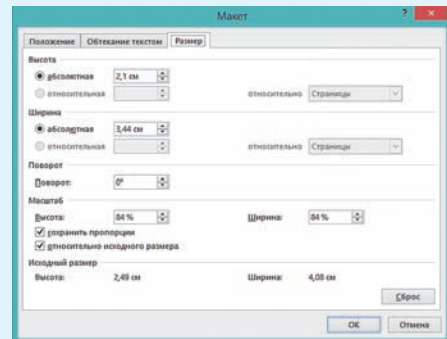 Макет
? ×
Положение Обтекание текстом Размер
Высота
абсолютная 2,1 см
относительная относительно Страницы
Ширина
абсолютная 3,44 см
относительная относительно Страницы
Поворот
Поворот: 0°
Масштаб
Высота: 84 % Ширина: 84 %
сохранить пропорции
относительно исходного размера
Исходный размер
Высота: 2,49 см Ширина: 4,08 см
Сброс
ОК Отмена